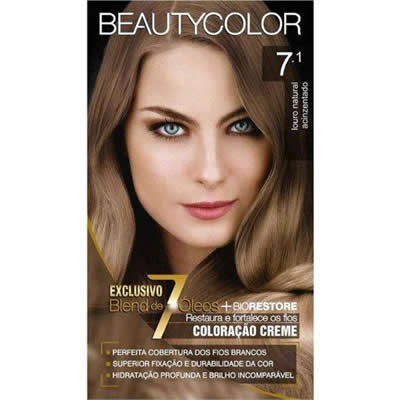 BEAUTYCOLOR
7.1
louro natural
acinzentado
EXCLUSIVO
Blend de 7 Óleos + BIORESTORE
Restaura e fortalece os fios
COLORAÇÃO CREME
PERFEITA COBERTURA DOS FIOS BRANCOS
SUPERIOR FIXAÇÃO E DURABILIDADE DA COR
HIDRATAÇÃO PROFUNDA E BRILHO INCOMPARÁVEL